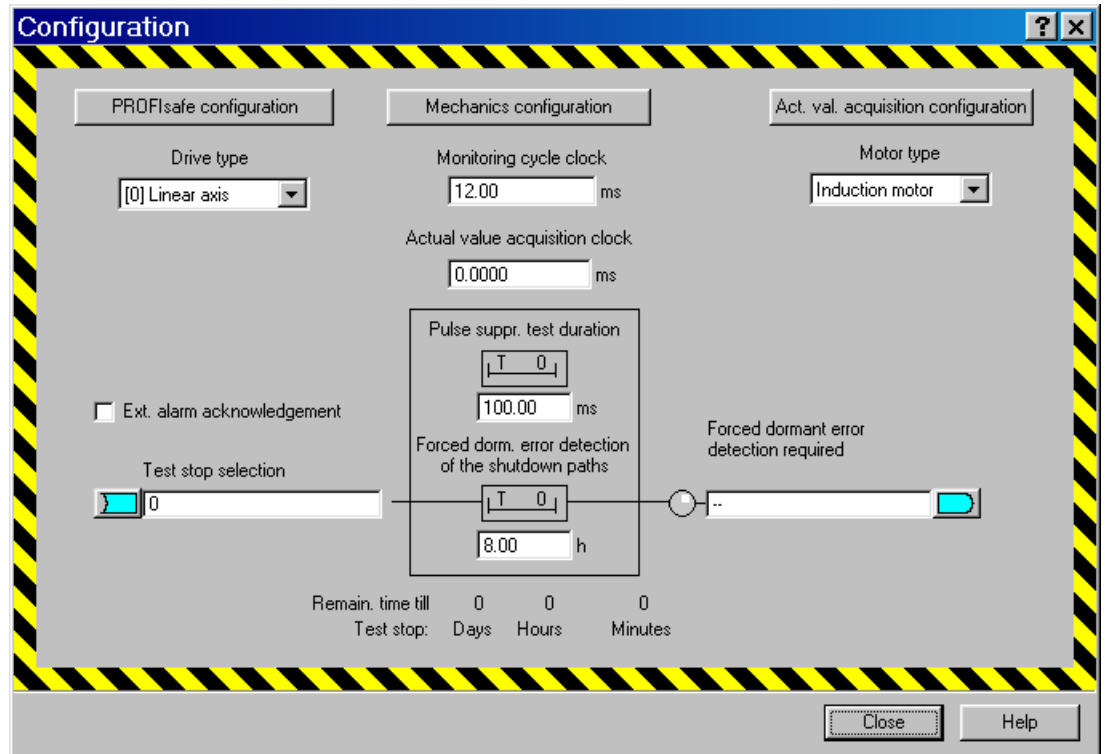 Configuration
?
PROFIsafe configuration
Mechanics configuration
Act. val. acquisition configuration
Drive type
Monitoring cycle clock
Motor type
[0] Linear axis
12.00 ms
Induction motor
Actual value acquisition clock
0.0000 ms
Pulse suppr. test duration
T 0
100.00 ms
Ext. alarm acknowledgement
Forced dorm. error detection
of the shutdown paths
Forced dormant error
detection required
Test stop selection
0
T 0
--
8.00 h
Remain. time till 0 0 0
Test stop: Days Hours Minutes
Close
Help